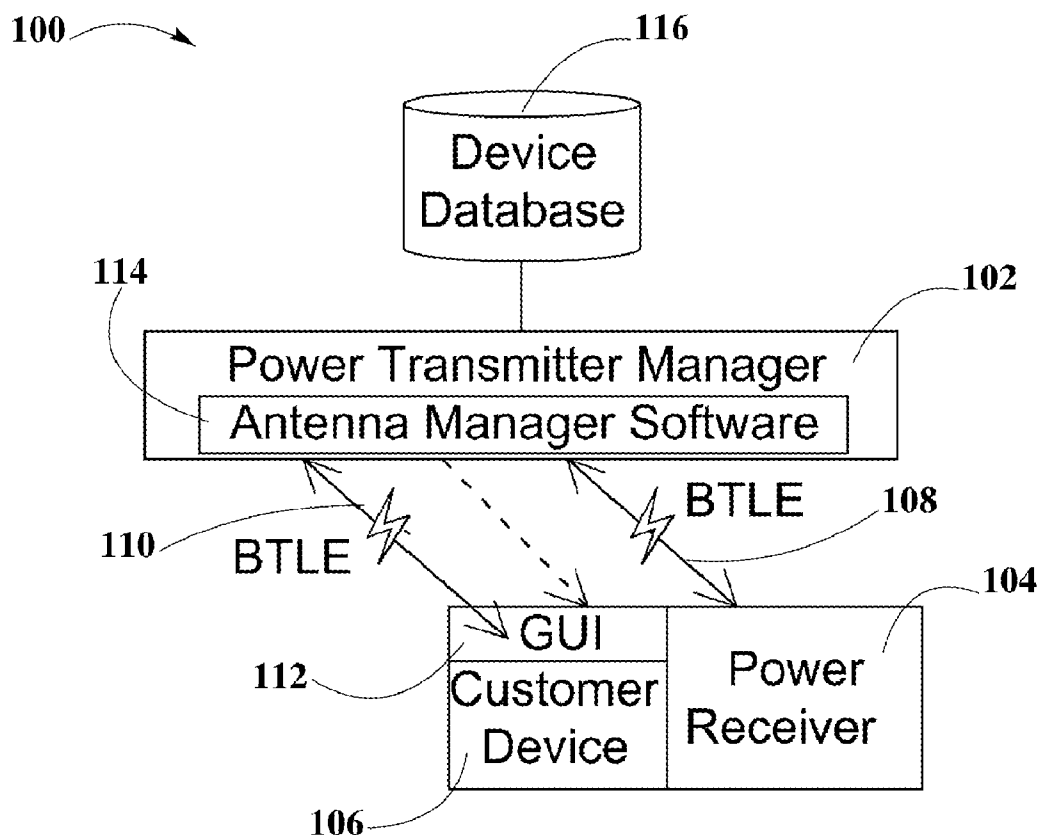 100
116
Device
Database
114
102
Power Transmitter Manager
Antenna Manager Software
110
BTLE
BTLE
108
104
GUI
112
Customer
Device
Power
Receiver
106